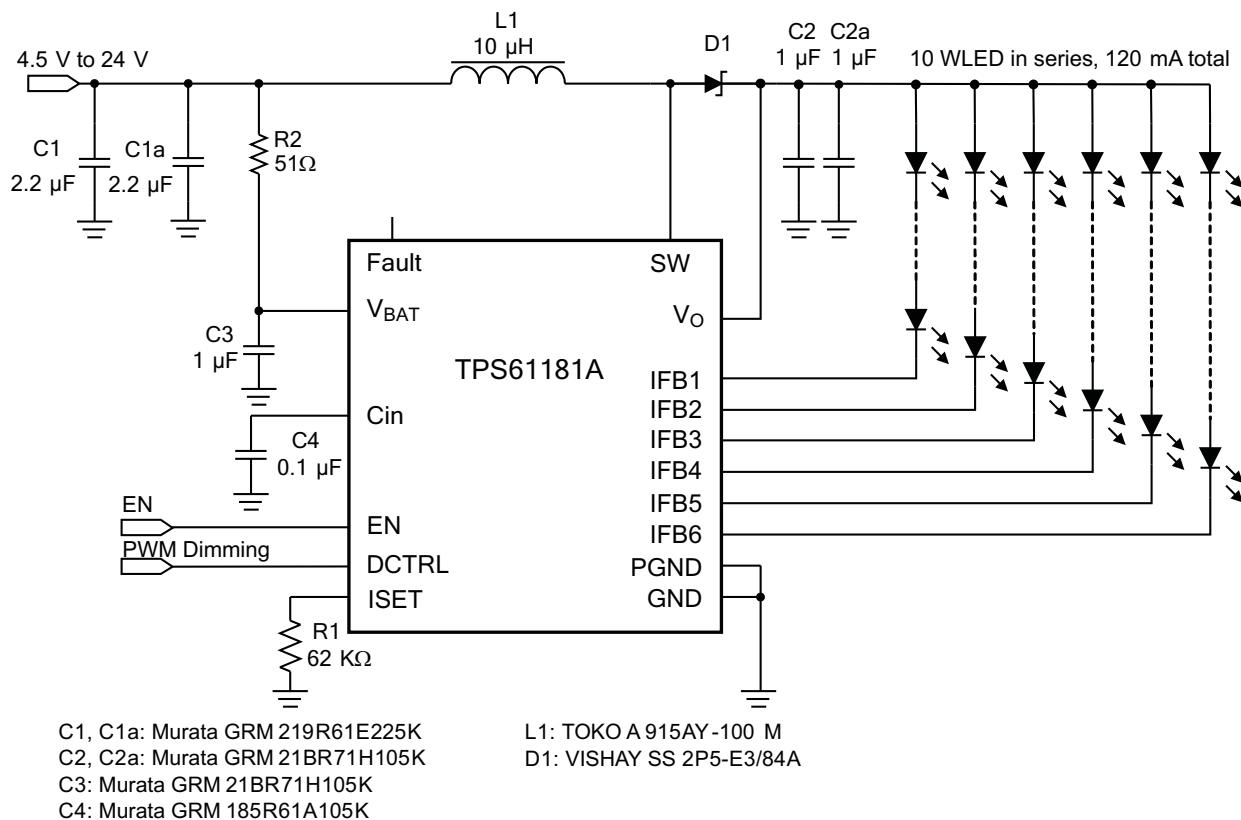 L1
10 µH
4.5 V to 24 V
D1
C2
1 µF
C2a
1 µF
10 WLED in series, 120 mA total
C1
2.2 µF
C1a
2.2 µF
R2
51Ω
Fault
SW
VBAT
VO
C3
1 µF
TPS61181A
IFB1
IFB2
Cin
IFB3
C4
0.1 µF
IFB4
IFB5
EN
EN
IFB6
PWM Dimming
DCTRL
PGND
ISET
GND
R1
62 KΩ
C1, C1a: Murata GRM 219R61E225K
C2, C2a: Murata GRM 21BR71H105K
C3: Murata GRM 21BR71H105K
C4: Murata GRM 185R61A105K
L1: TOKO A 915AY-100 M
D1: VISHAY SS 2P5-E3/84A